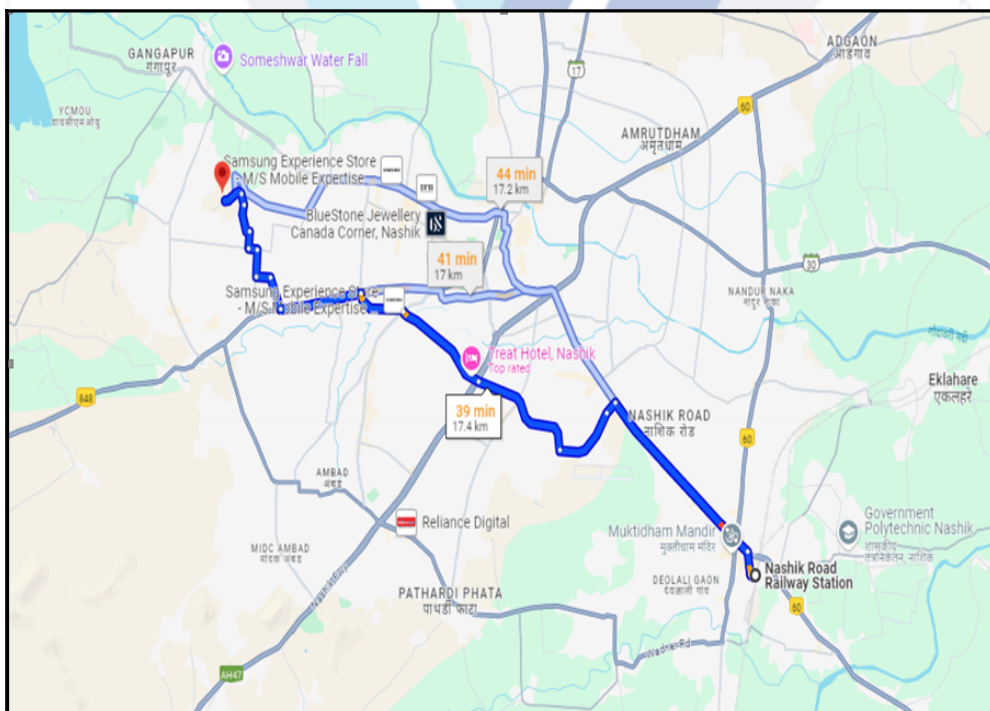 GANGAPUR
गंगापूर
Someshwar Water Fall
ADGAON
आडगाव
17
60
YCMOU
AMRUTDHAM
अमृतधाम
Samsung Experience Store
- M/S Mobile Expertise
44 min
17.2 km
BlueStone Jewellery
Canada Corner, Nashik
41 min
17 km
30
NANDUR NAKA
Samsung Experience Store
- M/S Mobile Expertise
Treat Hotel, Nashik
Top rated
Eklahare
एकलहरे
848
39 min
17.4 km
NASHIK ROAD
नाशिक रोड
60
AMBAD
अंबड
Reliance Digital
Muktidham Mandir
मुक्तीधाम मंदिर
Government
Polytechnic Nashik
MIDC AMBAD
Nashik Road
Railway Station
DEOLALI GAON
देवळाली गाव
PATHARDI PHATA
पाथर्डी फाटा
60
Wadner Rd
AH47